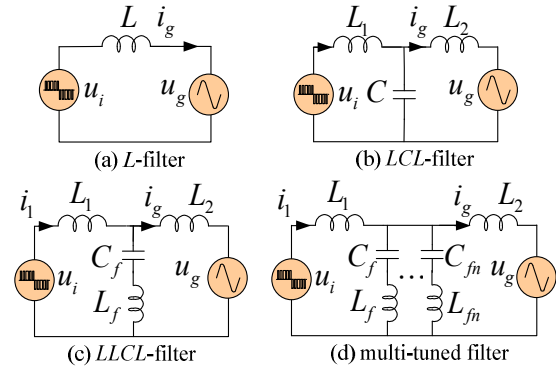 L i_g
u_i u_g
(a) L-filter
L_1 i_g L_2
u_i C u_g
(b) LCL-filter
i_1 L_1 i_g L_2
C_f
u_i u_g
L_f
(c) LLCL-filter
i_1 L_1 i_g L_2
C_f C_fn
u_i ... u_g
L_f L_fn
(d) multi-tuned filter